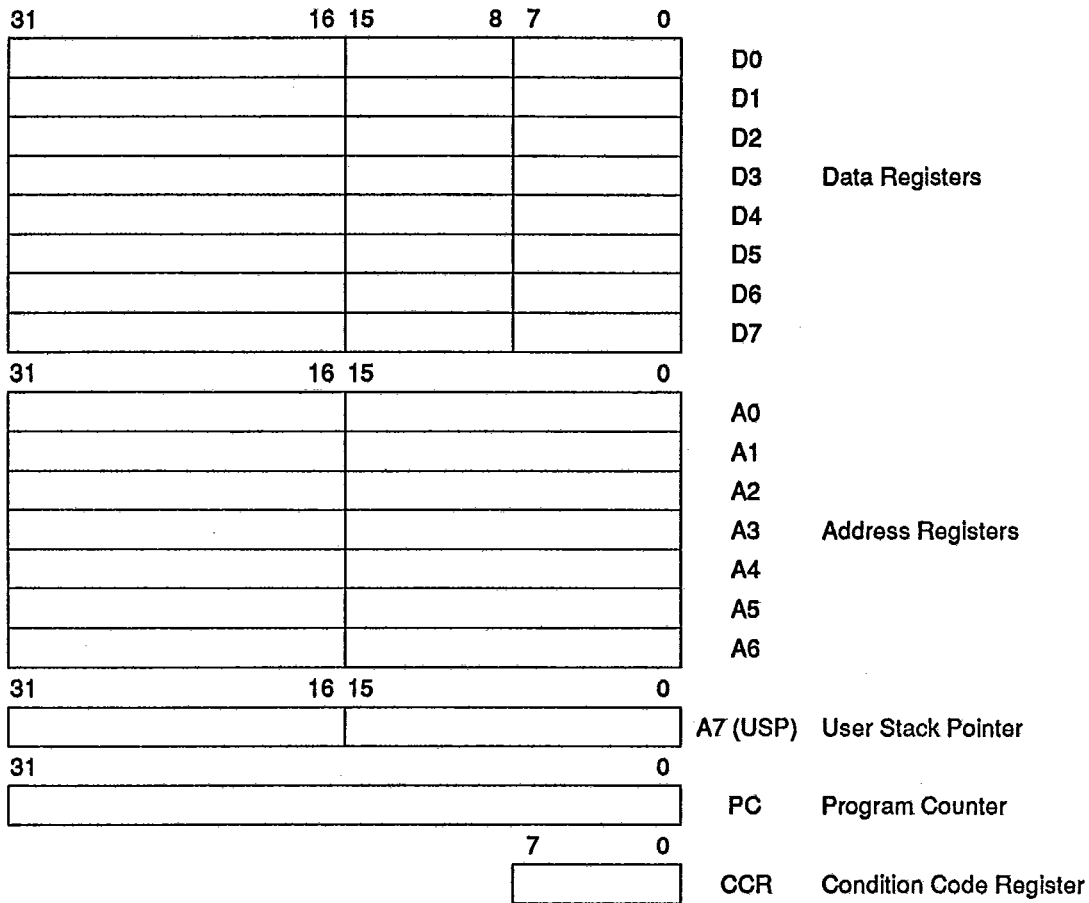 31 16 15 8 7 0
D0
D1
D2
D3 Data Registers
D4
D5
D6
D7
31 16 15 0
A0
A1
A2
A3 Address Registers
A4
A5
A6
31 16 15 0
A7 (USP) User Stack Pointer
31 0
PC Program Counter
7 0
CCR Condition Code Register